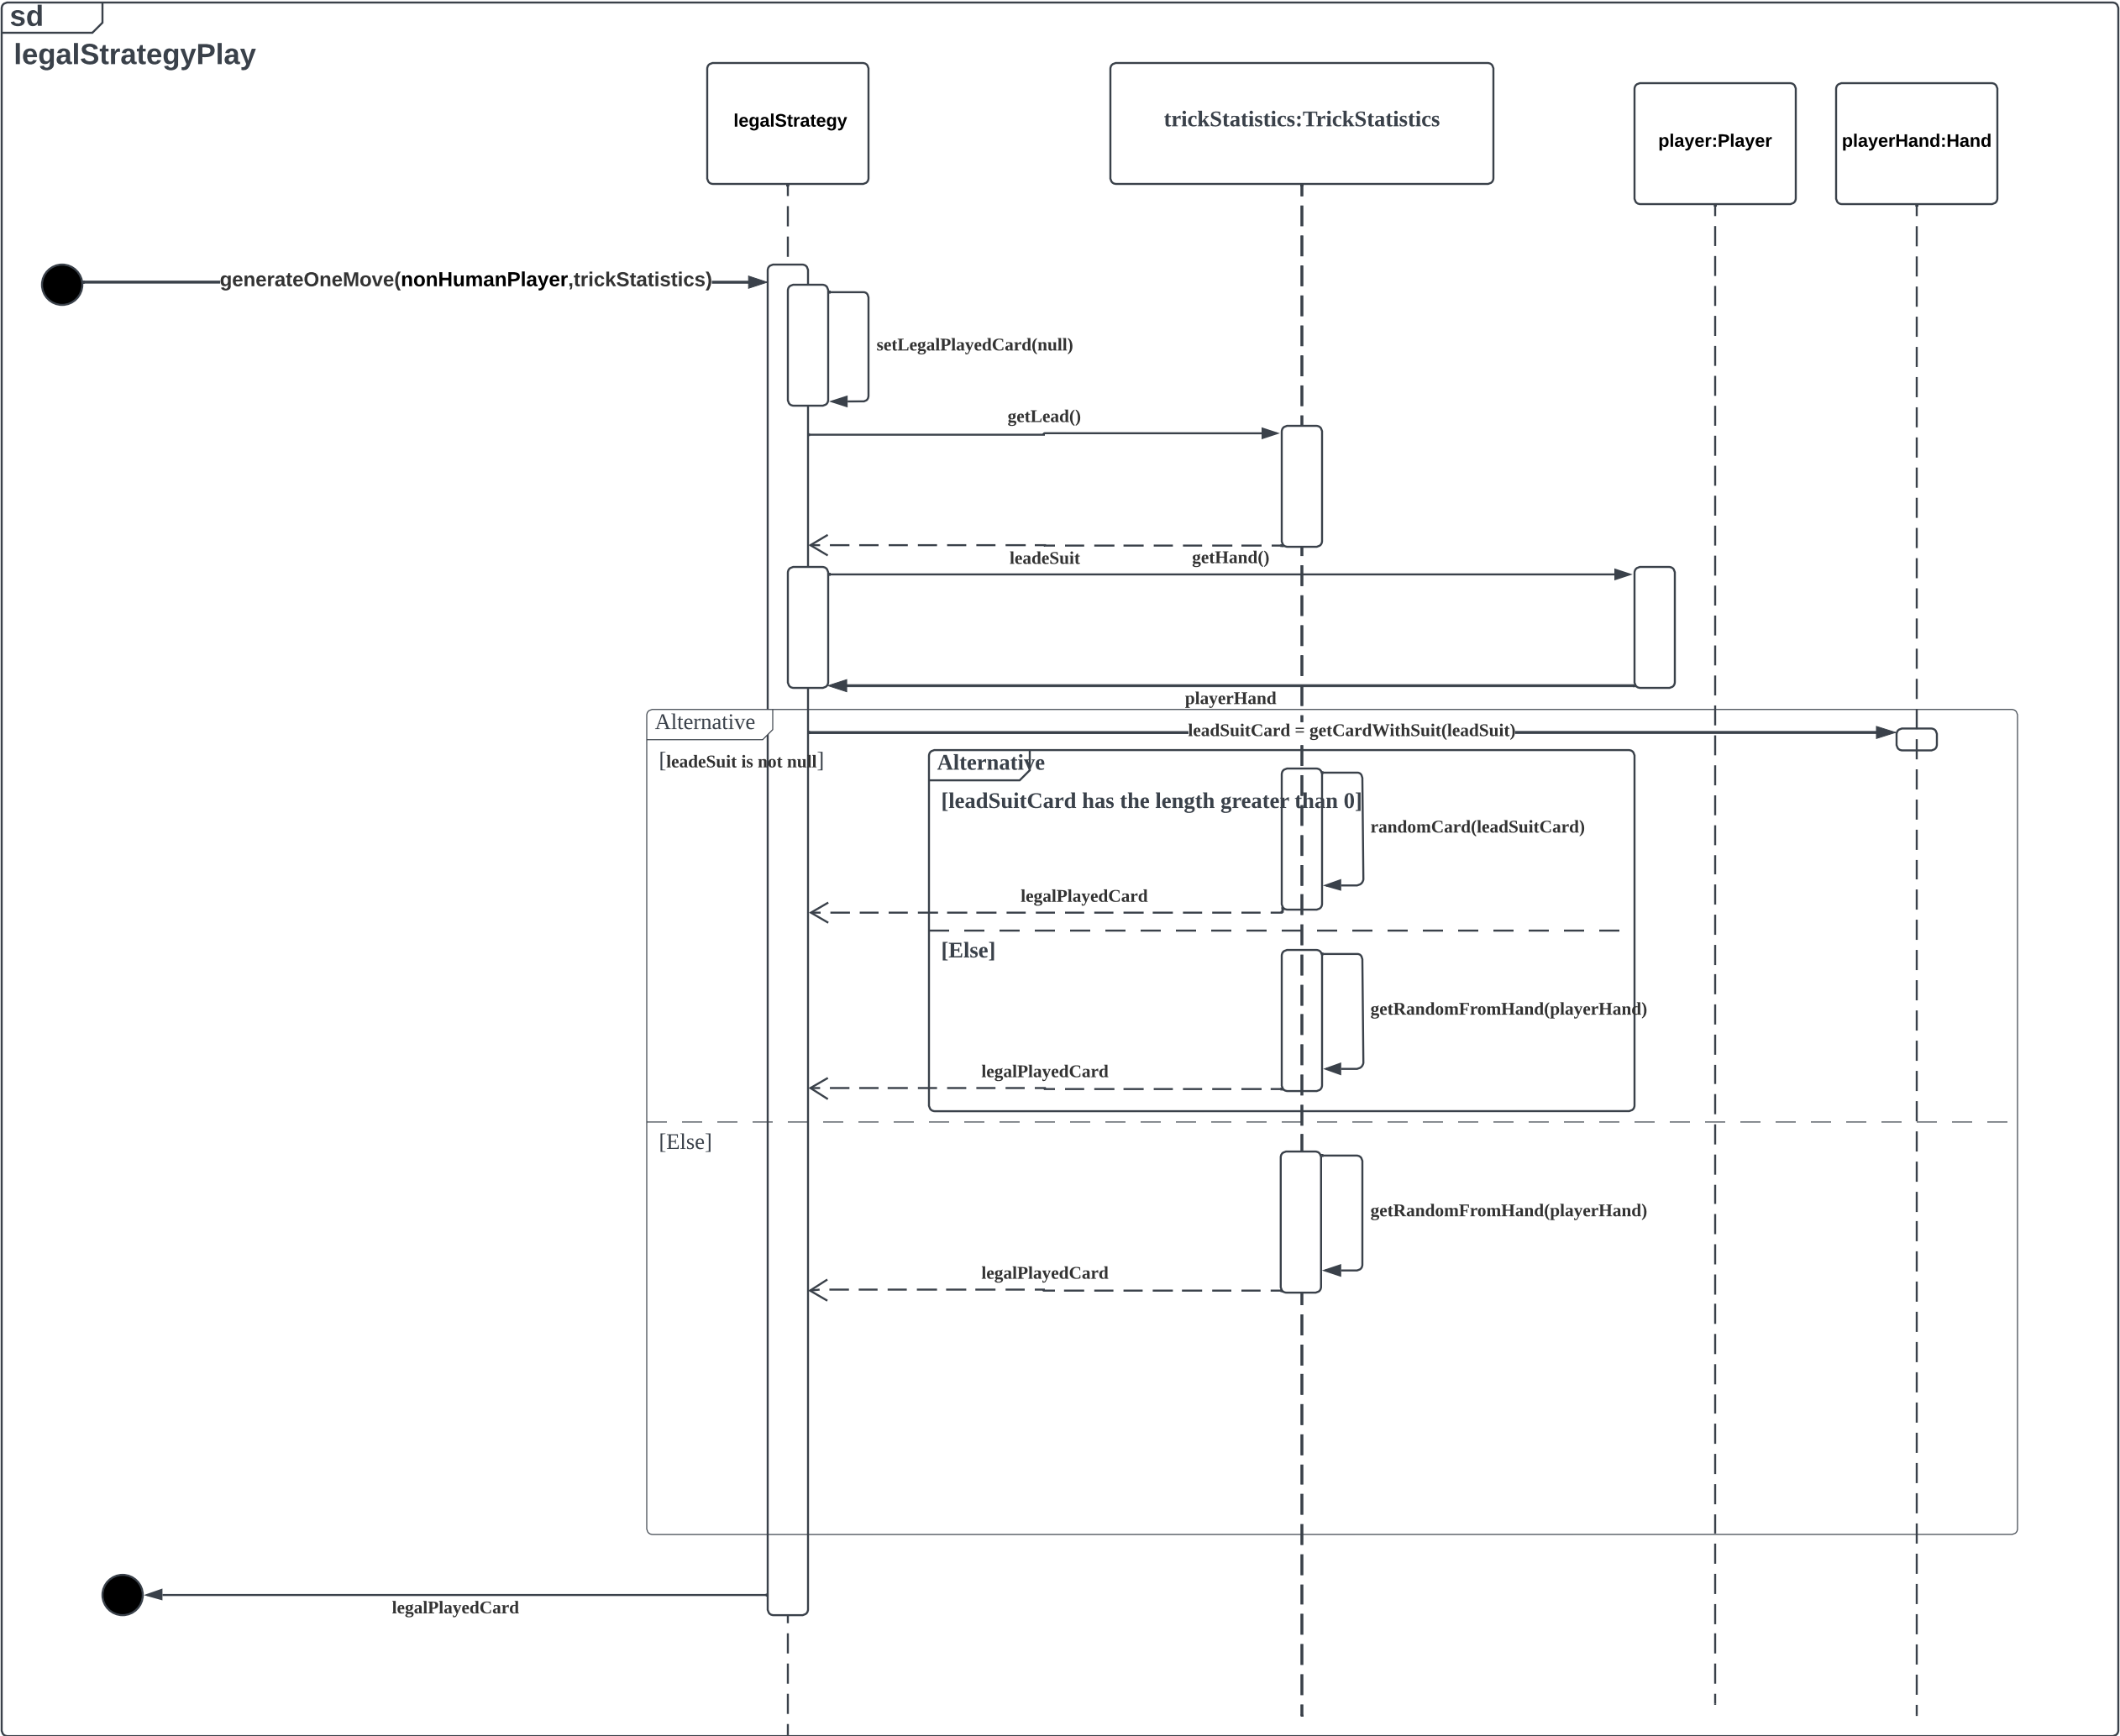 sd
legalStrategyPlay
legalStrategy
trickStatistics:TrickStatistics
player:Player
playerHand:Hand
generateOneMove(nonHumanPlayer,trickStatistics)
setLegalPlayedCard(null)
getLead()
leadeSuit
getHand()
playerHand
Alternative
leadSuitCard = getCardWithSuit(leadSuit)
[leadeSuit is not null]
Alternative
[leadSuitCard has the length greater than 0]
randomCard(leadSuitCard)
legalPlayedCard
[Else]
getRandomFromHand(playerHand)
legalPlayedCard
[Else]
getRandomFromHand(playerHand)
legalPlayedCard
legalPlayedCard